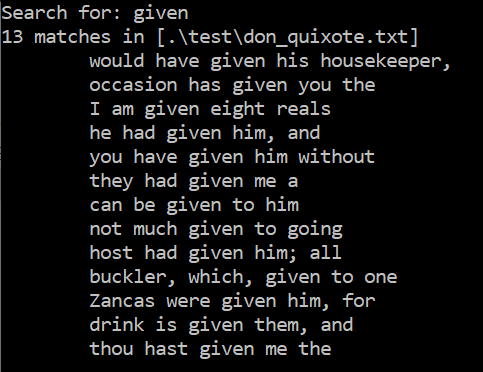 Search for: given
13 matches in [.\test\don_quixote.txt]
would have given his housekeeper,
occasion has given you the
I am given eight reals
he had given him, and
you have given him without
they had given me a
can be given to him
not much given to going
host had given him; all
buckler, which, given to one
Zancas were given him, for
drink is given them, and
thou hast given me the